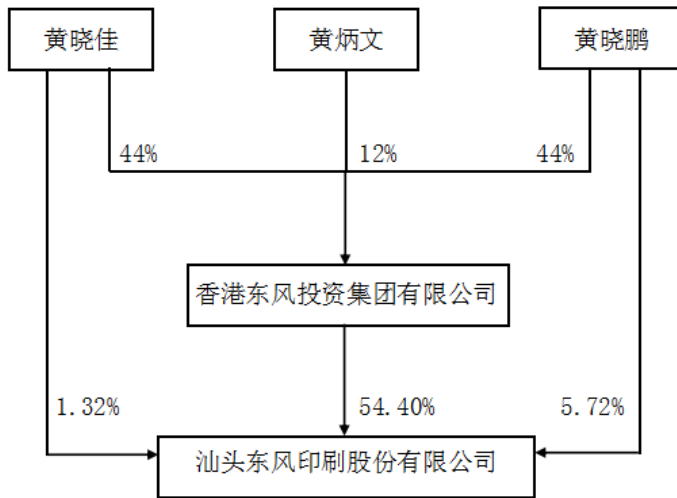 黄晓佳
黄炳文
黄晓鹏
44%
12%
44%
香港东风投资集团有限公司
1.32%
54.40%
5.72%
汕头东风印刷股份有限公司